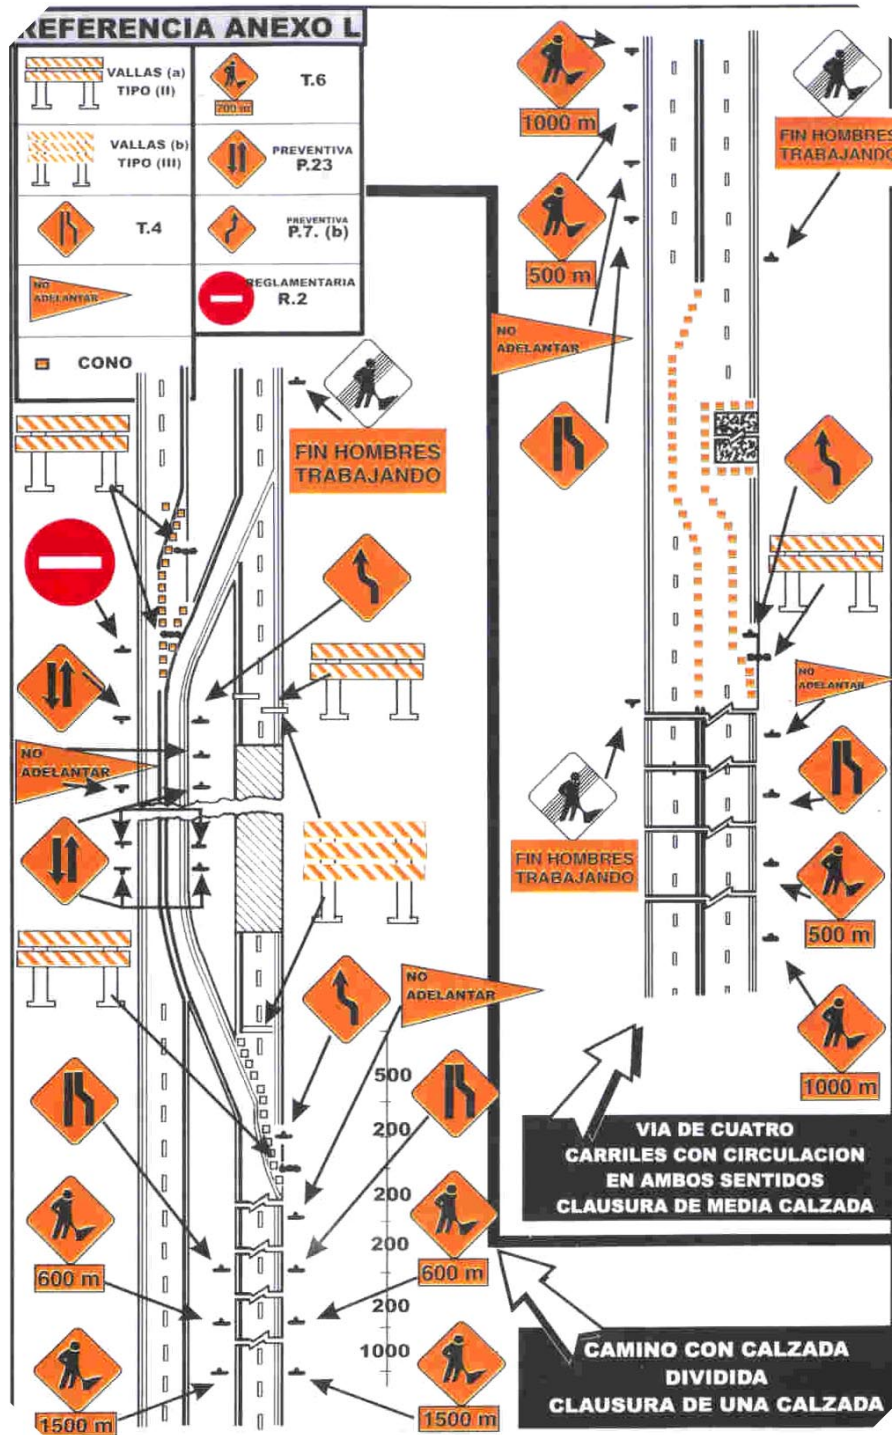 REFERENCIA ANEXO L
VALLAS (a)
TIPO (II)
T.6
700 m
VALLAS (b)
TIPO (III)
PREVENTIVA
P.23
T.4
PREVENTIVA
P.7. (b)
NO
ADELANTAR
REGLAMENTARIA
R.2
CONO
FIN HOMBRES
TRABAJANDO
NO
ADELANTAR
NO
ADELANTAR
500
200
200
200
200
1000
600 m
600 m
1500 m
1500 m
1000 m
500 m
NO
ADELANTAR
FIN HOMBRES
TRABAJANDO
NO
ADELANTAR
FIN HOMBRES
TRABAJANDO
500 m
1000 m
VIA DE CUATRO
CARRILES CON CIRCULACION
EN AMBOS SENTIDOS
CLAUSURA DE MEDIA CALZADA
CAMINO CON CALZADA
DIVIDIDA
CLAUSURA DE UNA CALZADA